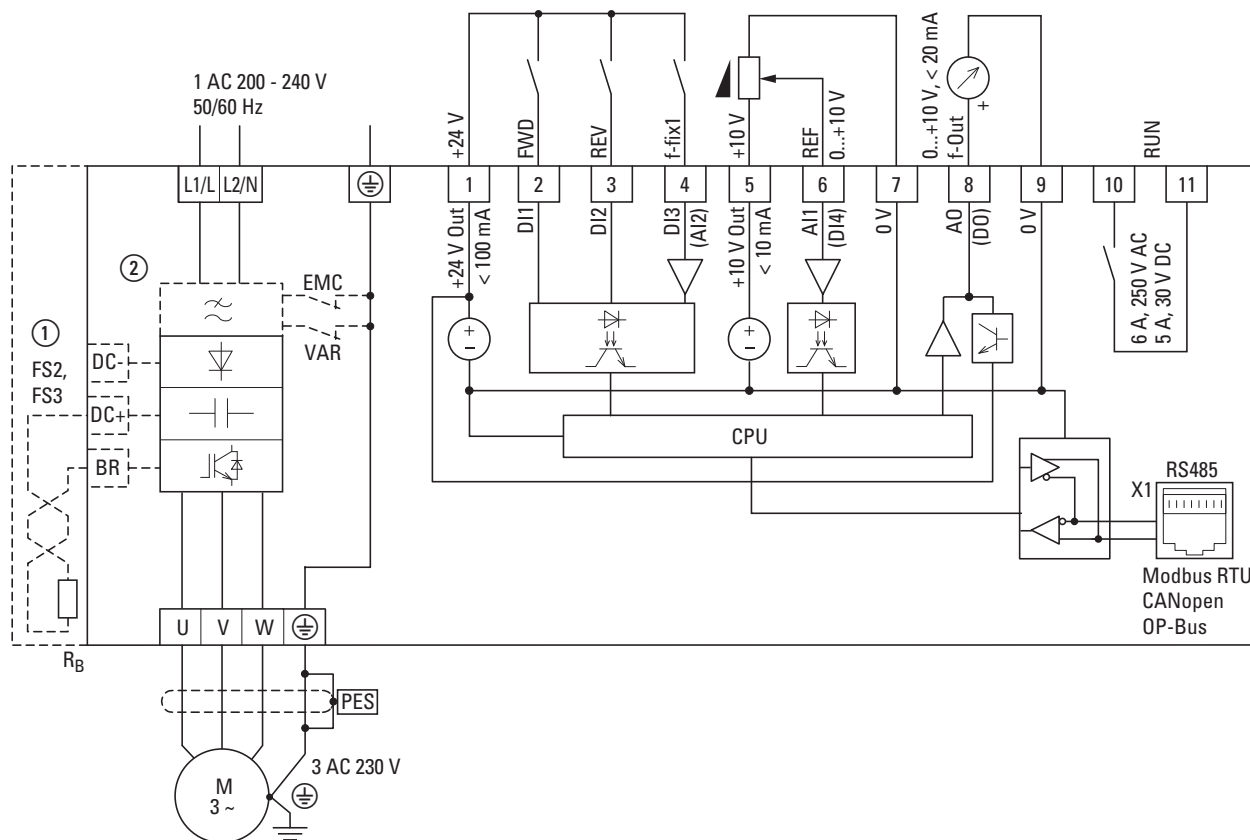 1 AC 200 - 240 V
50/60 Hz
+24 V
FWD
REV
f-fix1
+10 V
REF
0...+10 V
0...+10 V, < 20 mA
f-Out
+
RUN
L1/L
L2/N
1
2
3
4
5
6
7
8
9
10
11
+24 V Out
< 100 mA
DI1
DI2
DI3
(AI2)
+10 V Out
< 10 mA
AI1
(DI4)
0 V
AO
(DO)
0 V
6 A, 250 V AC
5 A, 30 V DC
2
EMC
VAR
1
FS2,
FS3
DC-
DC+
BR
+
-
+
-
CPU
X1
RS485
Modbus RTU
CANopen
OP-Bus
U
V
W
RB
PES
3 AC 230 V
M
3 ~